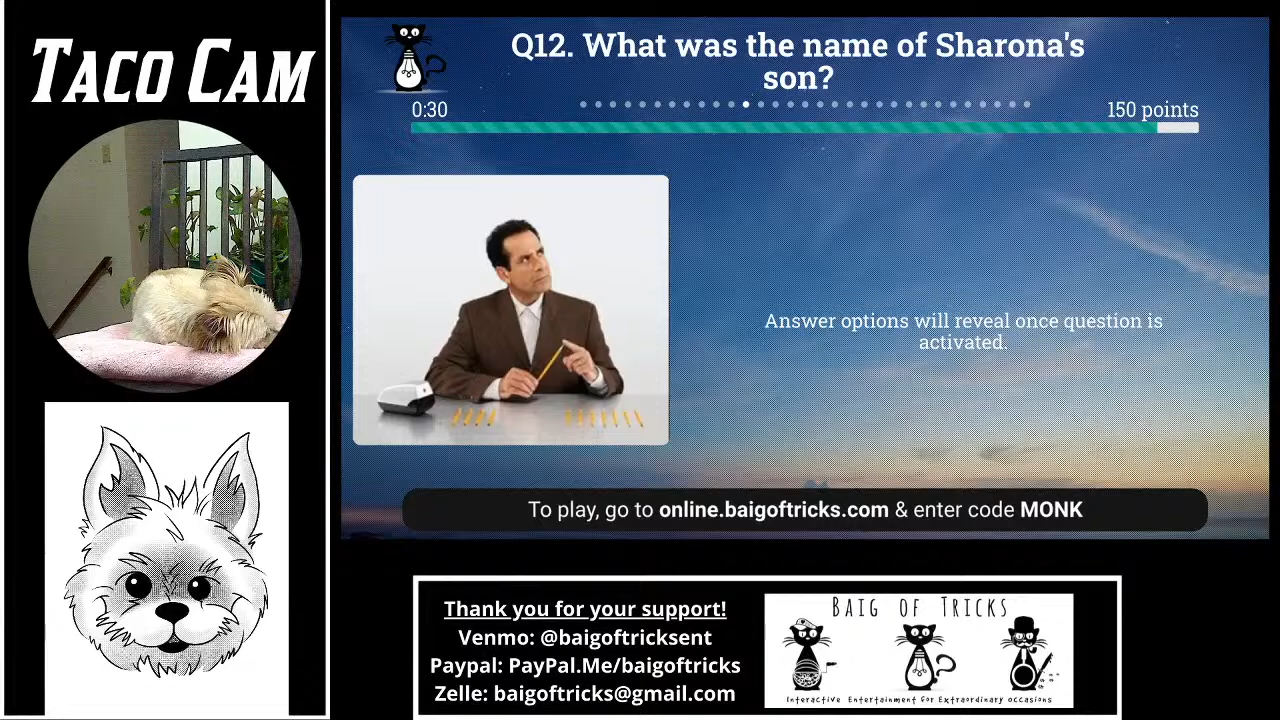 TACO CAM
Q12. What was the name of Sharona's
son?
0:30
150 points
Answer options will reveal once question is
activated.
To play, go to online.baigoftricks.com & enter code MONK
Thank you for your support!
Venmo: @baigoftricksent
Paypal: PayPal.Me/baigoftricks
Zelle: baigoftricks@gmail.com
BAIG OF TRICKS
Interactive Entertainment for Extraordinary occasions